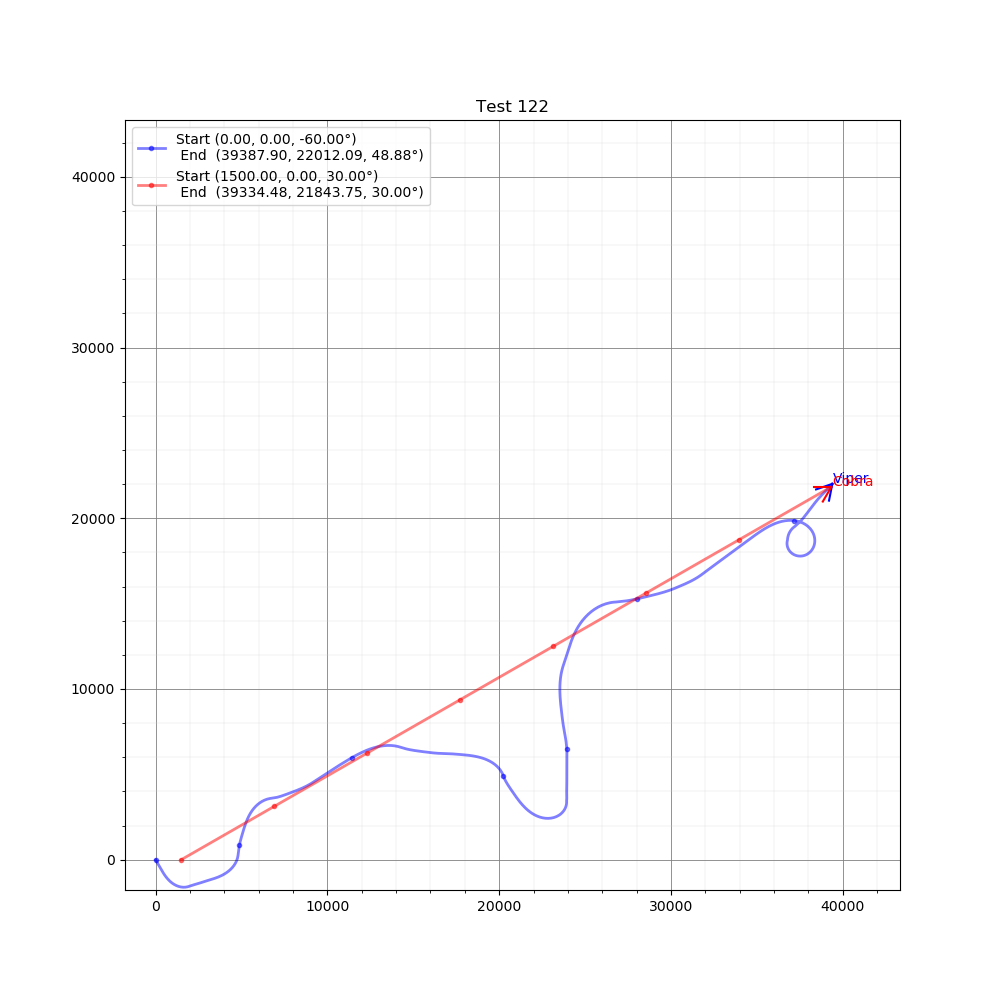 Test 122
Start (0.00, 0.00, -60.00°)
End  (39387.90, 22012.09, 48.88°)
Start (1500.00, 0.00, 30.00°)
End  (39334.48, 21843.75, 30.00°)
40000
30000
20000
10000
0
Viper
Cobra
0 10000 20000 30000 40000